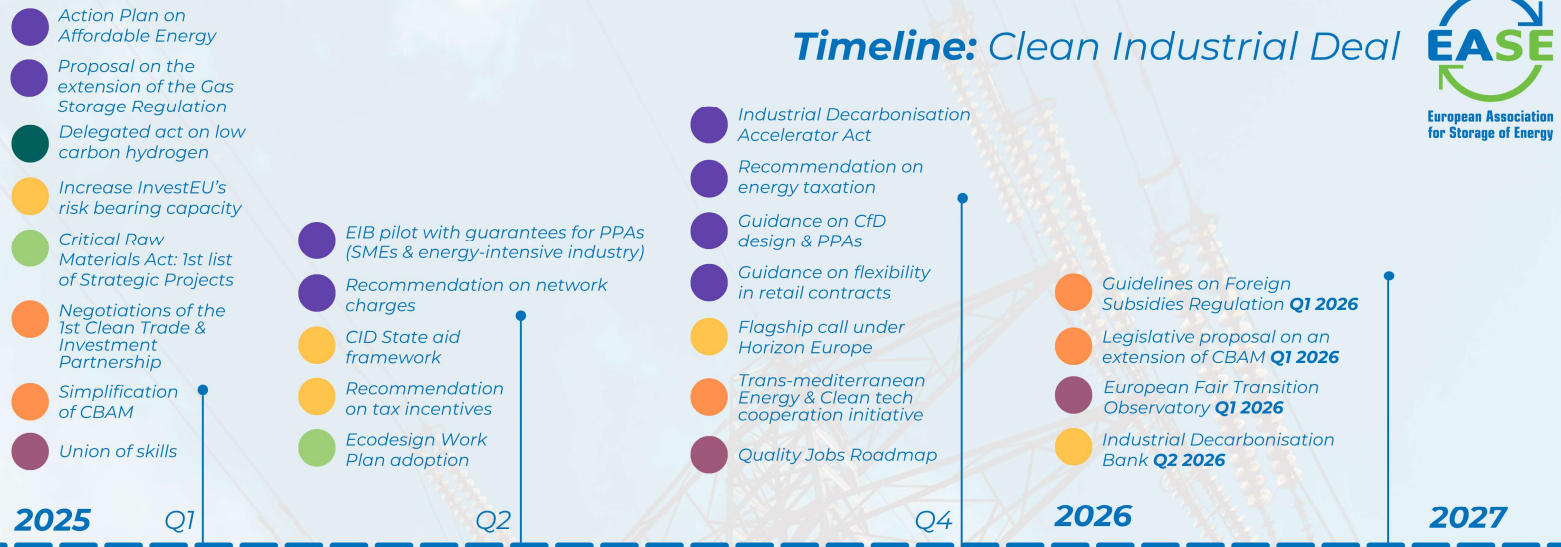 Timeline: Clean Industrial Deal
EASE
European Association
for Storage of Energy
Action Plan on
Affordable Energy
Proposal on the
extension of the Gas
Storage Regulation
Delegated act on low
carbon hydrogen
Increase InvestEU’s
risk bearing capacity
Critical Raw
Materials Act: 1st list
of Strategic Projects
Negotiations of the
1st Clean Trade &
Investment
Partnership
Simplification
of CBAM
Union of skills
2025
Q1
EIB pilot with guarantees for PPAs
(SMEs & energy-intensive industry)
Recommendation on network
charges
CID State aid
framework
Recommendation
on tax incentives
Ecodesign Work
Plan adoption
Q2
Industrial Decarbonisation
Accelerator Act
Recommendation on
energy taxation
Guidance on CfD
design & PPAs
Guidance on flexibility
in retail contracts
Flagship call under
Horizon Europe
Trans-mediterranean
Energy & Clean tech
cooperation initiative
Quality Jobs Roadmap
Q4
Guidelines on Foreign
Subsidies Regulation Q1 2026
Legislative proposal on an
extension of CBAM Q1 2026
European Fair Transition
Observatory Q1 2026
Industrial Decarbonisation
Bank Q2 2026
2026
2027